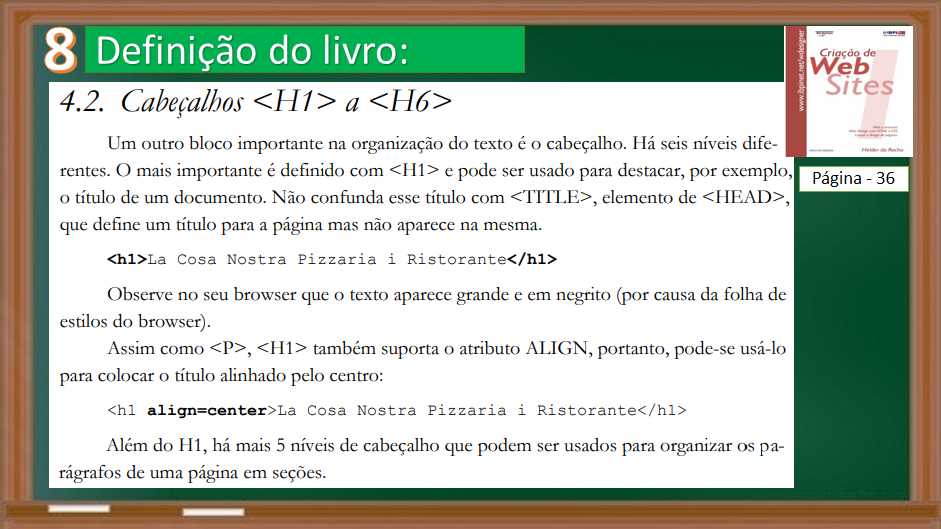 8 Definição do livro:
4.2. Cabeçalhos <H1> a <H6>
Um outro bloco importante na organização do texto é o cabeçalho. Há seis níveis dife-
rentes. O mais importante é definido com <H1> e pode ser usado para destacar, por exemplo,
o título de um documento. Não confunda esse título com <TITLE>, elemento de <HEAD>,
que define um título para a página mas não aparece na mesma.
<h1>La Cosa Nostra Pizzaria i Ristorante</h1>
Observe no seu browser que o texto aparece grande e em negrito (por causa da folha de
estilos do browser).
Assim como <P>, <H1> também suporta o atributo ALIGN, portanto, pode-se usá-lo
para colocar o título alinhado pelo centro:
<h1 align=center>La Cosa Nostra Pizzaria i Ristorante</h1>
Além do H1, há mais 5 níveis de cabeçalho que podem ser usados para organizar os pa-
rágrafos de uma página em seções.
www.ibpinet.net/wdesigner
Criação de
Web
Sites
Helder da Rocha
Página - 36